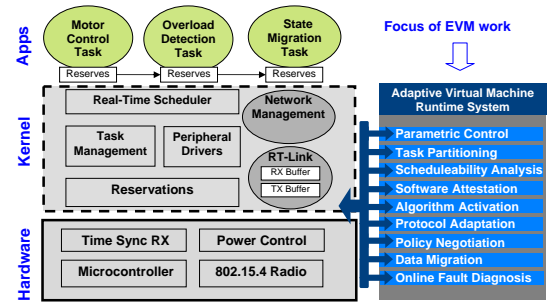 Apps
Motor
Control
Task
Overload
Detection
Task
State
Migration
Task
Reserves
Reserves
Reserves
Focus of EVM work
Kernel
Real-Time Scheduler
Network
Management
Task
Management
Peripheral
Drivers
RT-Link
RX Buffer
TX Buffer
Reservations
Hardware
Time Sync RX
Power Control
Microcontroller
802.15.4 Radio
Adaptive Virtual Machine
Runtime System
Parametric Control
Task Partitioning
Scheduleability Analysis
Software Attestation
Algorithm Activation
Protocol Adaptation
Policy Negotiation
Data Migration
Online Fault Diagnosis